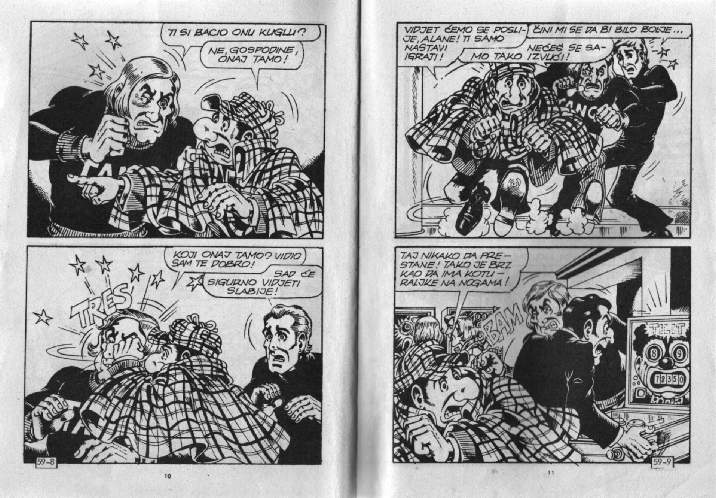 TI SI BACIO ONU KUGLU?
NE, GOSPODINE,
ONAJ TAMO!
KOJI ONAJ TAMO? VIDIO
SAM TE DOBRO!
SAD ĆE
SIGURNO VIDJETI
SLABIJE!
TRES
59-8
10
VIDJET ĆEMO SE POSLI-
JE, ALANE! TI SAMO
NASTAVI
IGRATI!
ČINI MI SE DA BI BILO BOLJE...
NEĆEŠ SE SA-
MO TAKO IZVUĆI!
TAJ NIKAKO DA PRE-
STANE! TAKO JE BRZ
KAO DA IMA KOTU-
RALJKE NA NOGAMA!
BAM
TILT
59-9
11